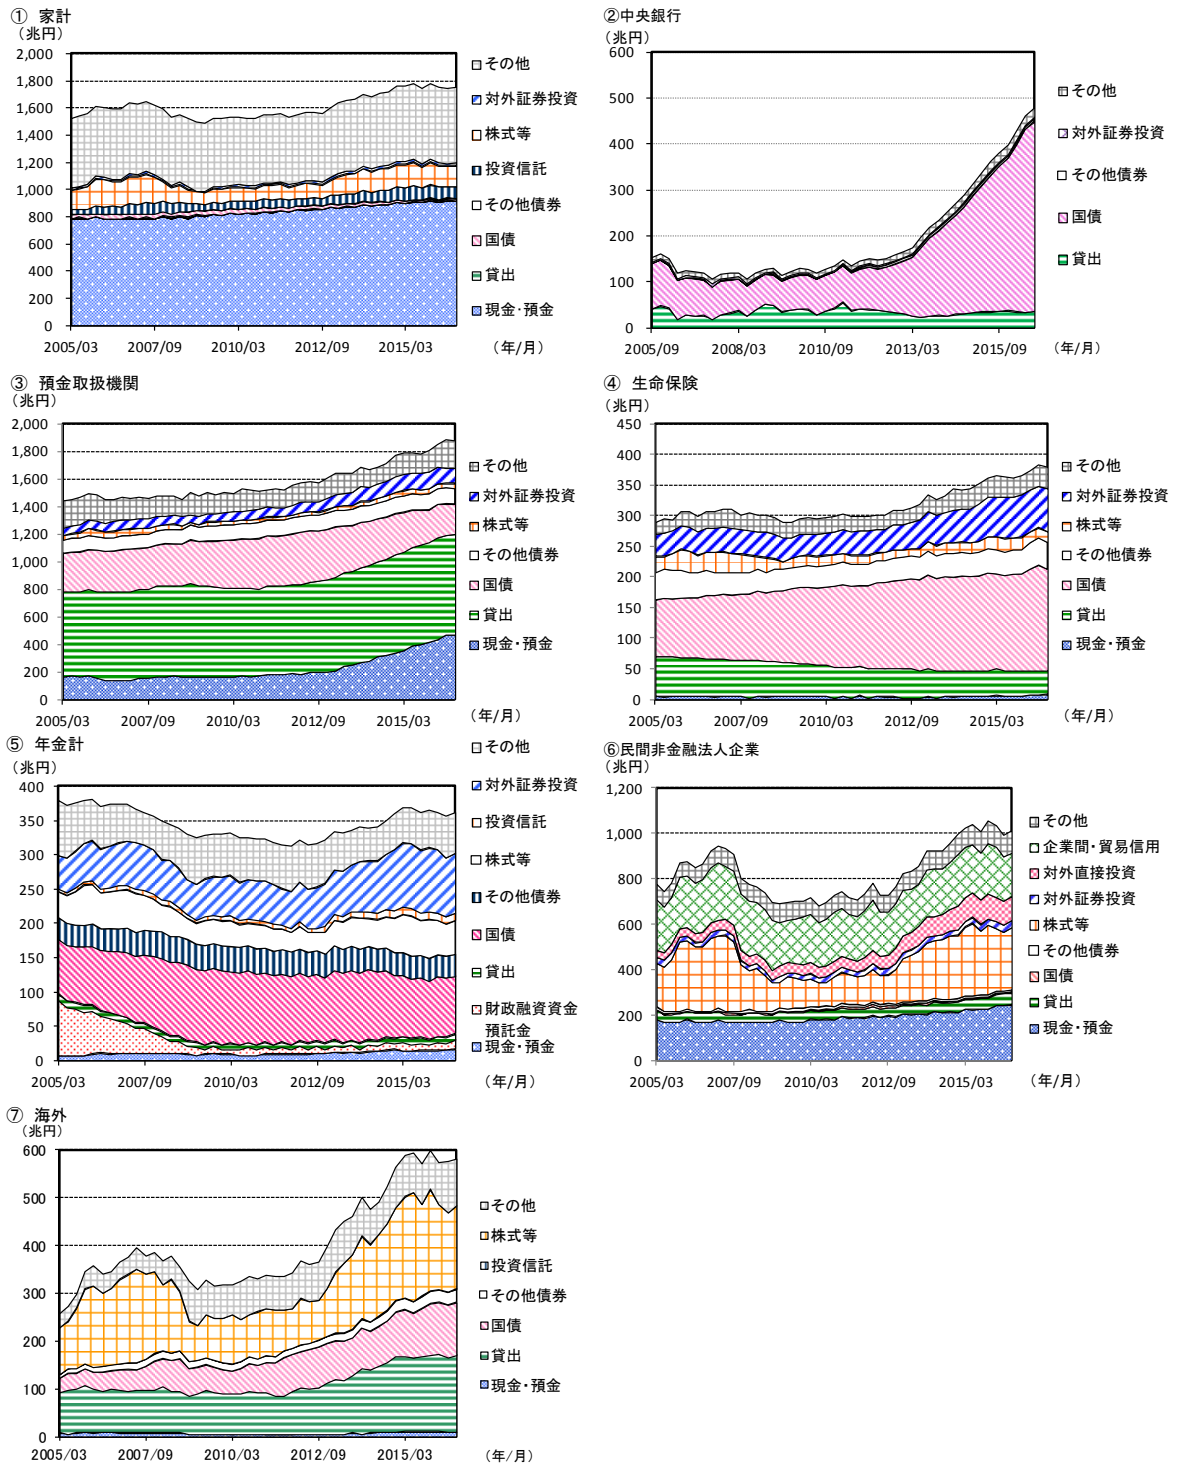 ① 家計
（兆円）
2,000
1,800
1,600
1,400
1,200
1,000
800
600
400
200
0
2005/03 2007/09 2010/03 2012/09 2015/03 （年/月）
その他
対外証券投資
株式等
投資信託
その他債券
国債
貸出
現金・預金
②中央銀行
（兆円）
600
500
400
300
200
100
0
2005/09 2008/03 2010/09 2013/03 2015/09 （年/月）
その他
対外証券投資
その他債券
国債
貸出
③ 預金取扱機関
（兆円）
2,000
1,800
1,600
1,400
1,200
1,000
800
600
400
200
0
2005/03 2007/09 2010/03 2012/09 2015/03 （年/月）
その他
対外証券投資
株式等
その他債券
国債
貸出
現金・預金
④ 生命保険
（兆円）
450
400
350
300
250
200
150
100
50
0
2005/03 2007/09 2010/03 2012/09 2015/03 （年/月）
その他
対外証券投資
株式等
その他債券
国債
貸出
現金・預金
⑤ 年金計
（兆円）
400
350
300
250
200
150
100
50
0
2005/03 2007/09 2010/03 2012/09 2015/03 （年/月）
その他
対外証券投資
投資信託
株式等
その他債券
国債
貸出
財政融資資金
預託金
現金・預金
⑥民間非金融法人企業
（兆円）
1,200
1,000
800
600
400
200
0
2005/03 2007/09 2010/03 2012/09 2015/03 （年/月）
その他
企業間・貿易信用
対外直接投資
対外証券投資
株式等
その他債券
国債
貸出
現金・預金
⑦ 海外
（兆円）
600
500
400
300
200
100
0
2005/03 2007/09 2010/03 2012/09 2015/03 （年/月）
その他
株式等
投資信託
その他債券
国債
貸出
現金・預金